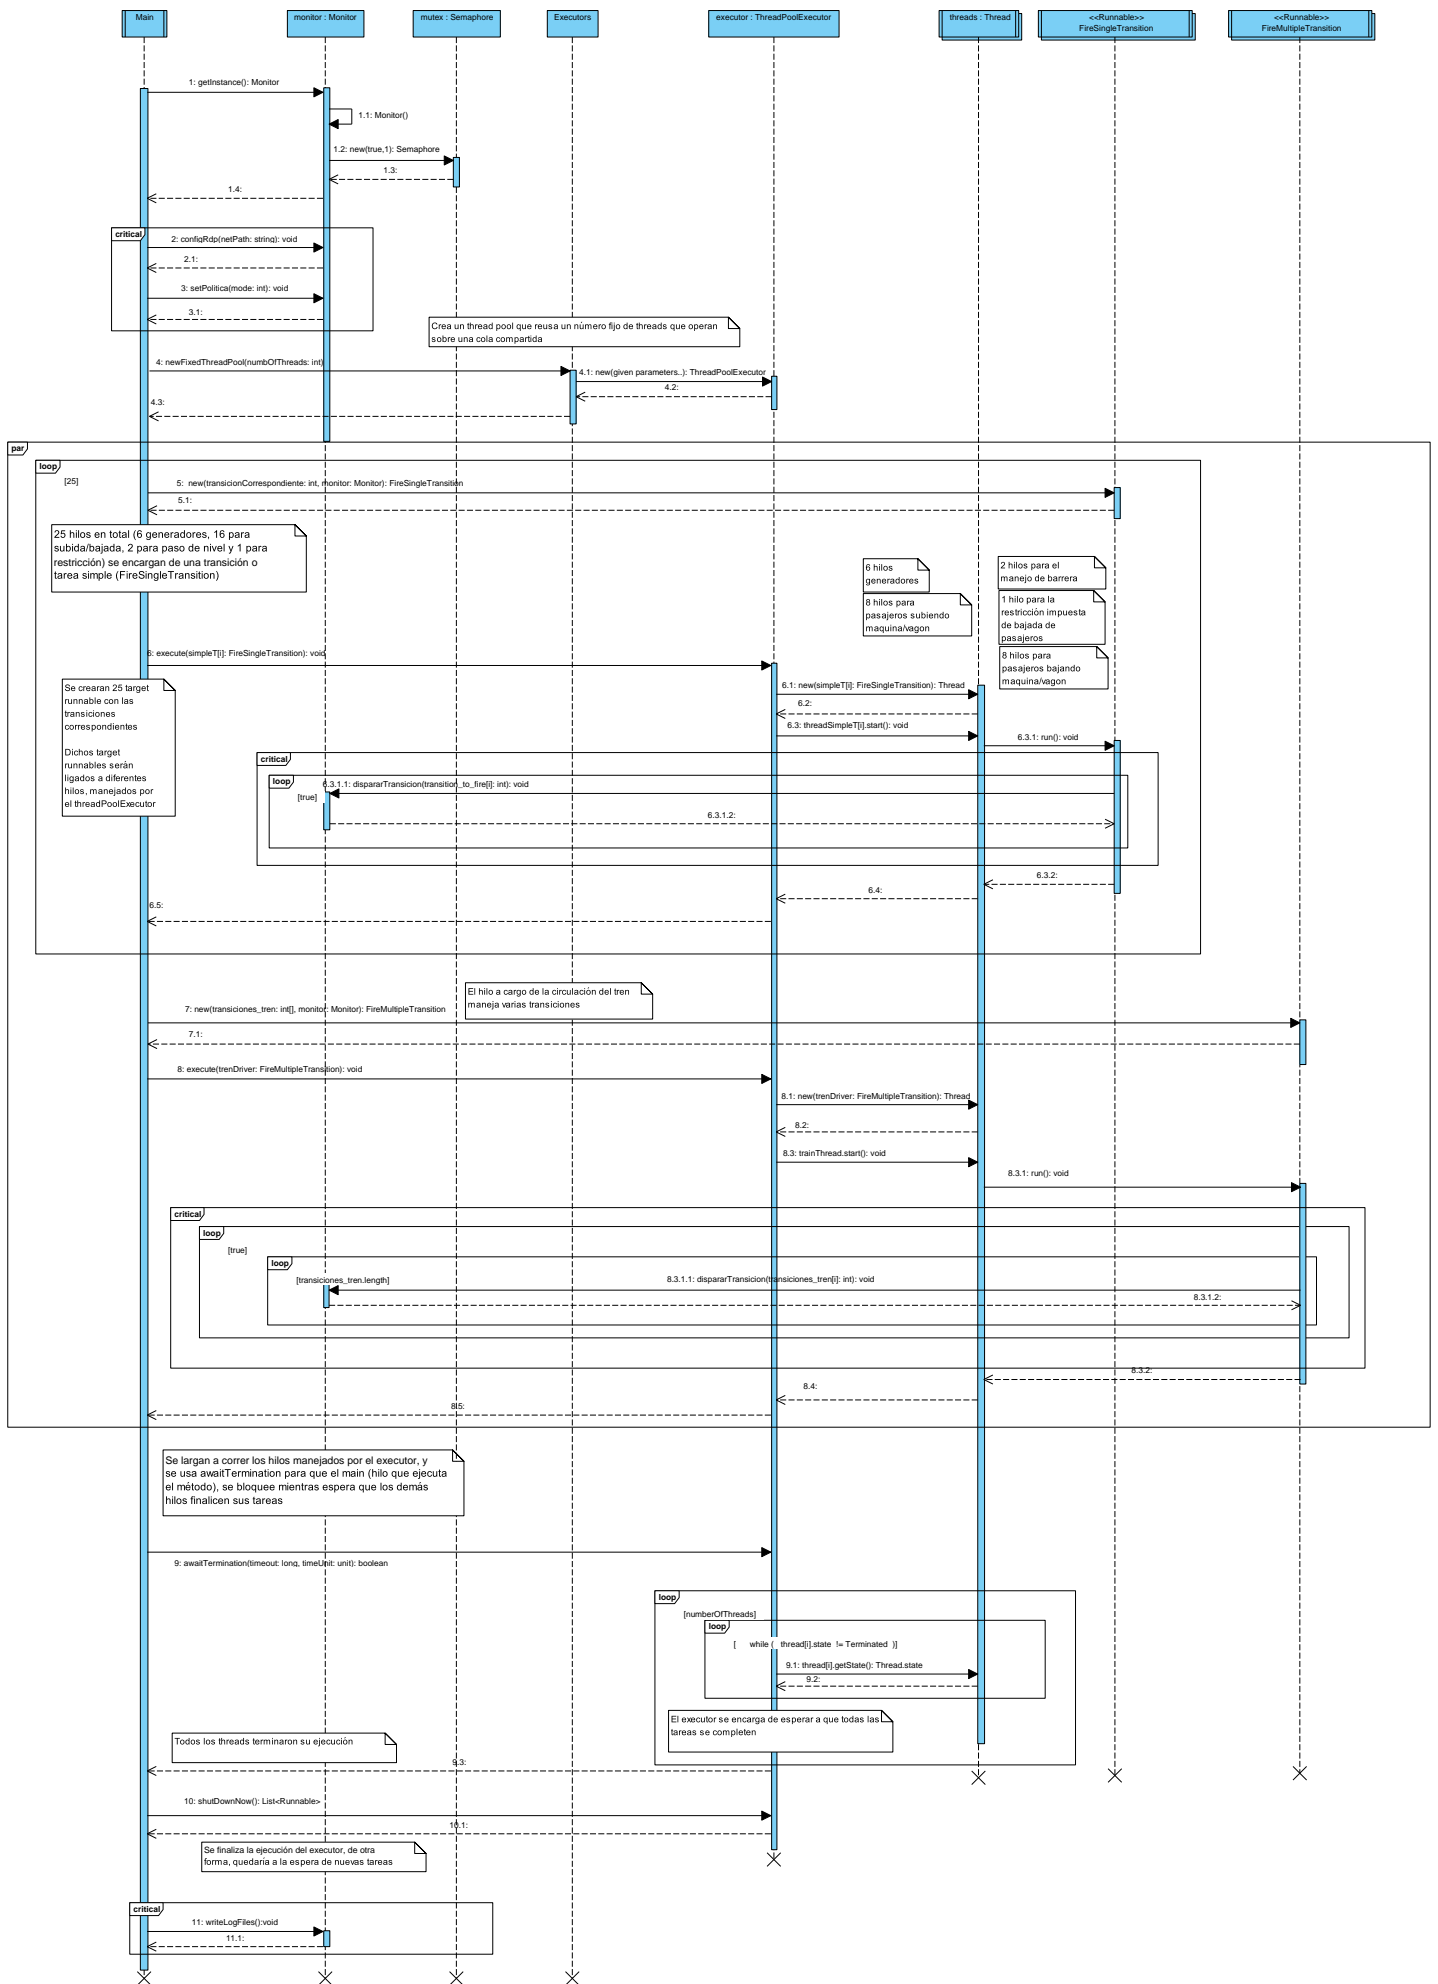 Main
monitor : Monitor
mutex : Semaphore
Executors
executor : ThreadPoolExecutor
threads : Thread
<<Runnable>>
FireSingleTransition
<<Runnable>>
FireMultipleTransition
1: getInstance(): Monitor
1.1: Monitor()
1.2: new(true,1): Semaphore
1.3:
1.4:
critical
2: configRdp(netPath: string): void
2.1:
3: setPolitica(mode: int): void
3.1:
Crea un thread pool que reusa un número fijo de threads que operan
sobre una cola compartida
4: newFixedThreadPool(numbOfThreads: int)
4.1: new(given parameters..): ThreadPoolExecutor
4.2:
4.3:
par
loop
[25]
5: new(transicionCorrespondiente: int, monitor: Monitor): FireSingleTransition
5.1:
25 hilos en total (6 generadores, 16 para
subida/bajada, 2 para paso de nivel y 1 para
restricción) se encargan de una transición o
tarea simple (FireSingleTransition)
6 hilos
generadores
8 hilos para
pasajeros subiendo
maquina/vagon
2 hilos para el
manejo de barrera
1 hilo para la
restricción impuesta
de bajada de
pasajeros
8 hilos para
pasajeros bajando
maquina/vagon
6: execute(simpleT[i]: FireSingleTransition): void
Se crearan 25 target
runnable con las
transiciones
correspondientes
Dichos target
runnables serán
ligados a diferentes
hilos, manejados por
el threadPoolExecutor
6.1: new(simpleT[i]: FireSingleTransition): Thread
6.2:
6.3: threadSimpleT[i].start(): void
6.3.1: run(): void
critical
loop
[true]
6.3.1.1: dispararTransicion(transition_to_fire[i]: int): void
6.3.1.2:
6.3.2:
6.4:
6.5:
El hilo a cargo de la circulación del tren
maneja varias transiciones
7: new(transiciones_tren: int[], monitor: Monitor): FireMultipleTransition
7.1:
8: execute(trenDriver: FireMultipleTransition): void
8.1: new(trenDriver: FireMultipleTransition): Thread
8.2:
8.3: trainThread.start(): void
8.3.1: run(): void
critical
loop
[true]
loop
[transiciones_tren.length]
8.3.1.1: dispararTransicion(transiciones_tren[i]: int): void
8.3.1.2:
8.3.2:
8.4:
8.5:
Se largan a correr los hilos manejados por el executor, y
se usa awaitTermination para que el main (hilo que ejecuta
el método), se bloquee mientras espera que los demás
hilos finalicen sus tareas
9: awaitTermination(timeout: long, timeUnit: unit): boolean
loop
[numberOfThreads]
loop
[ while ( thread[i].state != Terminated )]
9.1: thread[i].getState(): Thread.state
9.2:
El executor se encarga de esperar a que todas las
tareas se completen
Todos los threads terminaron su ejecución
9.3:
10: shutDownNow(): List<Runnable>
10.1:
Se finaliza la ejecución del executor, de otra
forma, quedaría a la espera de nuevas tareas
critical
11: writeLogFiles():void
11.1: